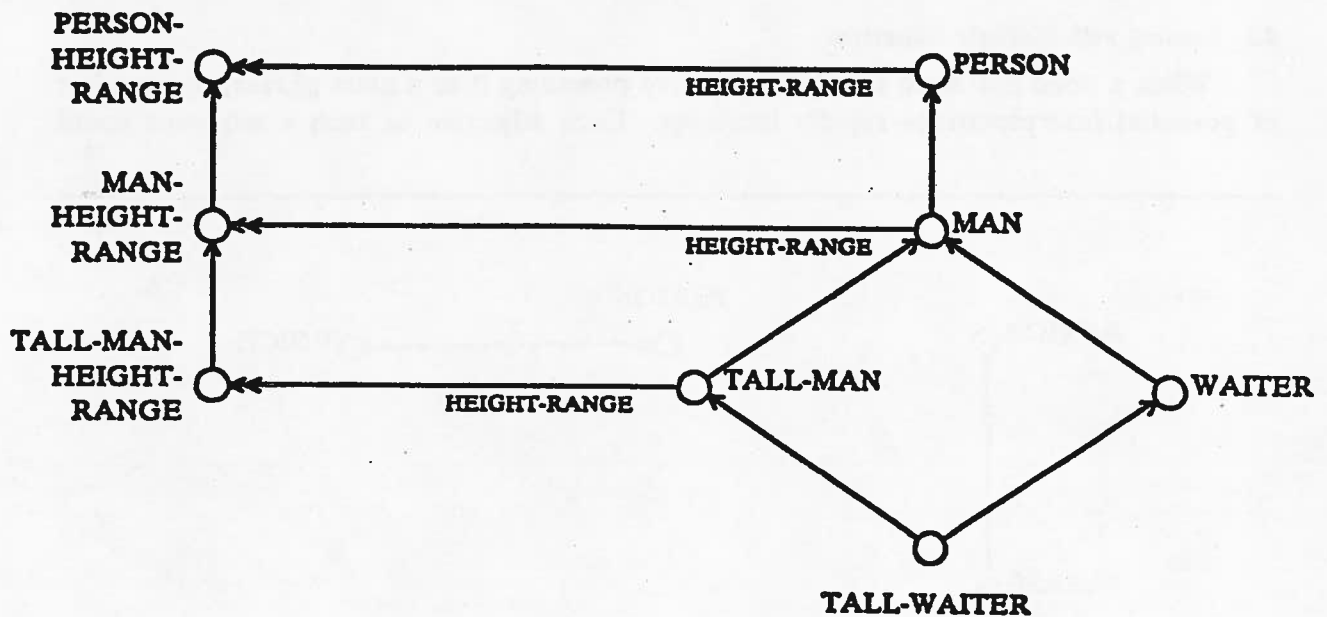 PERSON-
HEIGHT-
RANGE
PERSON
HEIGHT-RANGE
MAN-
HEIGHT-
RANGE
MAN
HEIGHT-RANGE
TALL-MAN-
HEIGHT-
RANGE
TALL-MAN
HEIGHT-RANGE
WAITER
TALL-WAITER